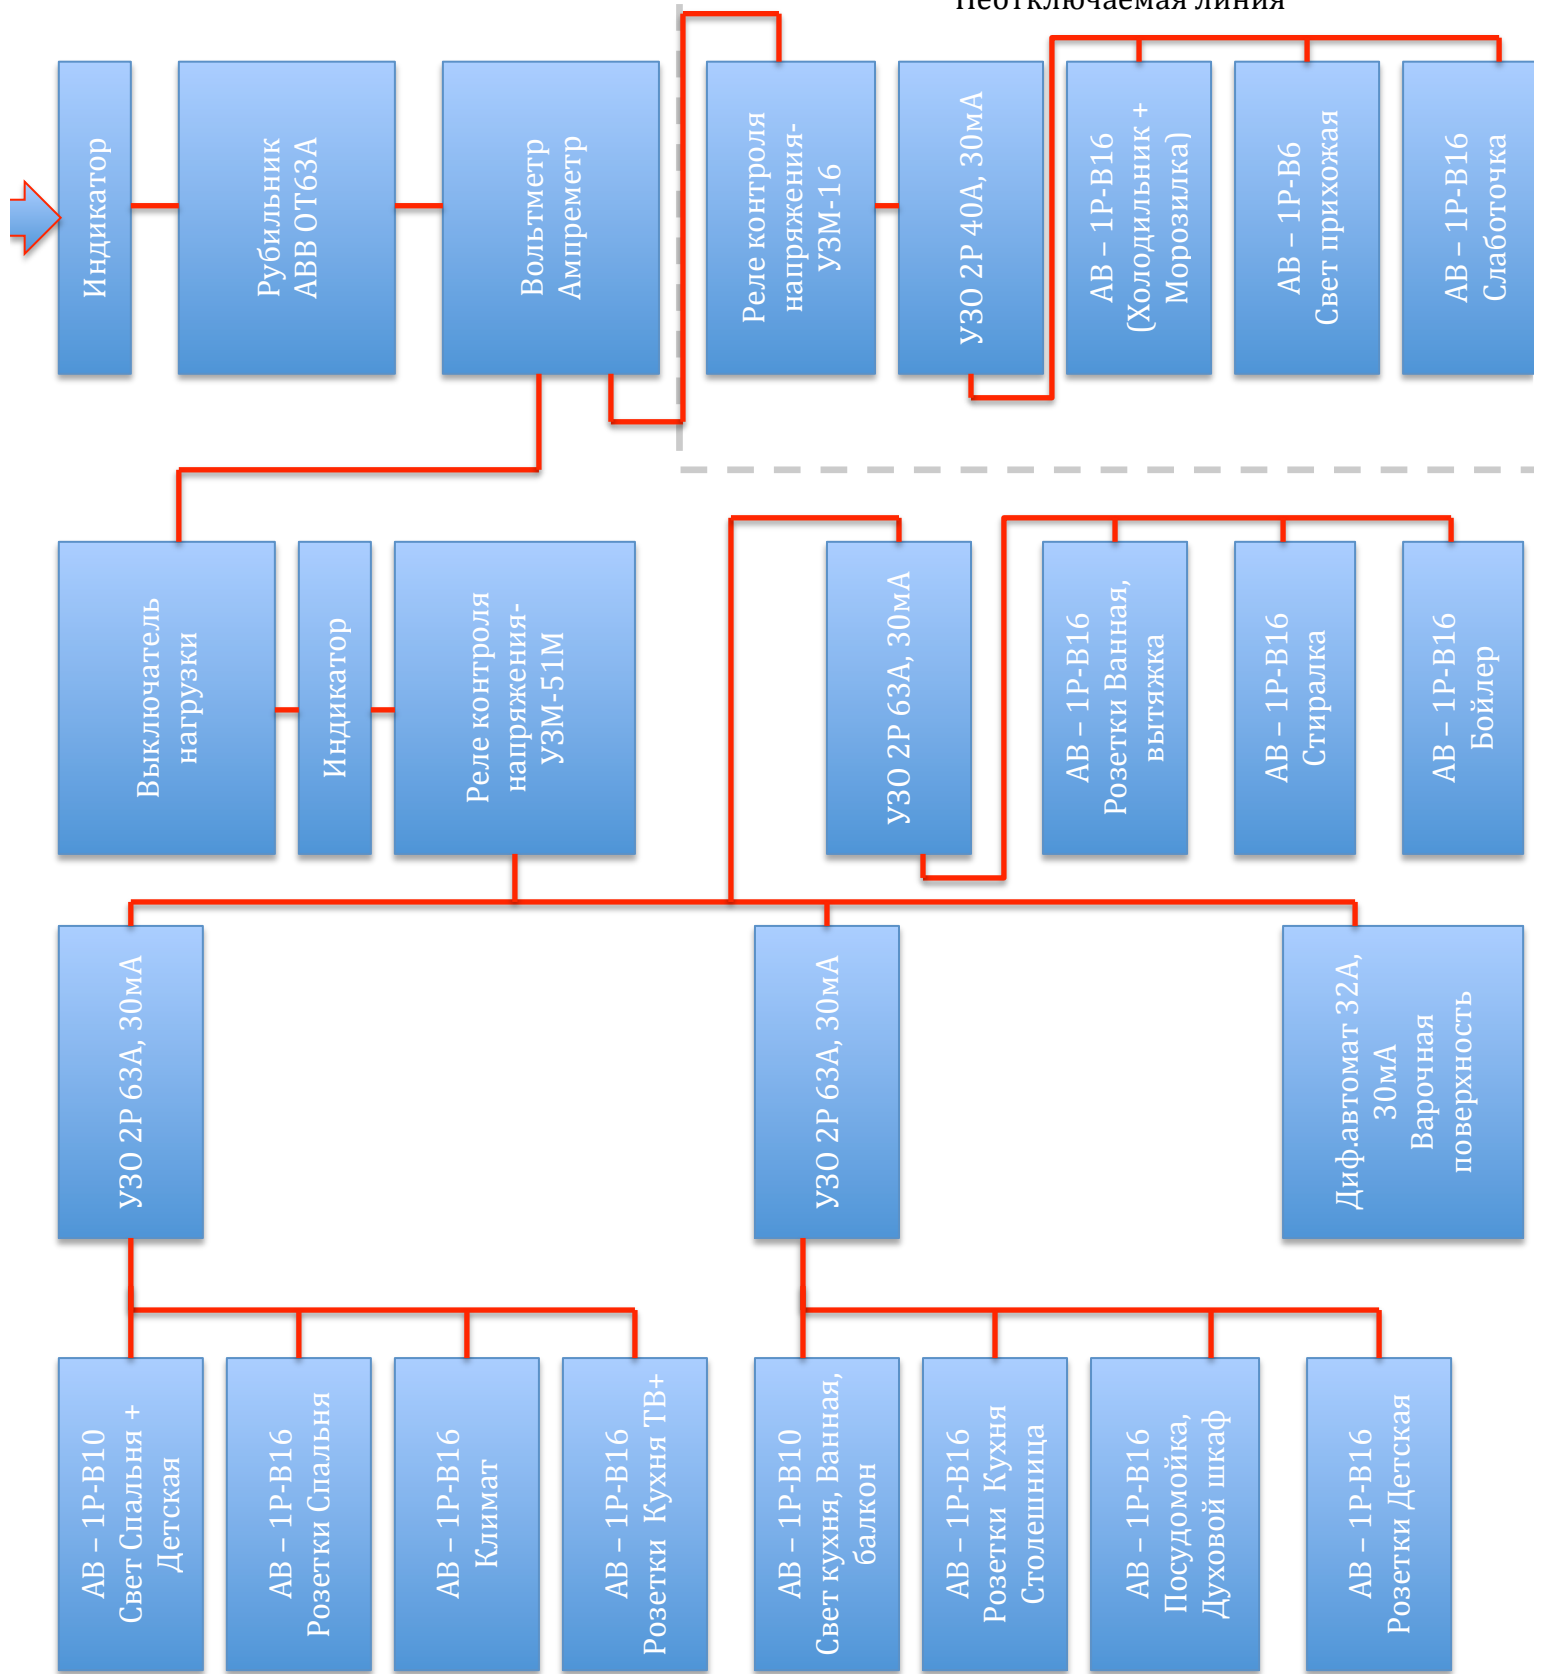 Неотключаемая линия
Индикатор
Рубильник
АВВ ОТ63А
Вольтметр
Ампреметр
Реле контроля
напряжения-
УЗМ-16
УЗО 2Р 40А, 30мА
АВ – 1Р-В16
(Холодильник +
Морозилка)
АВ – 1Р-В6
Свет прихожая
АВ – 1Р-В16
Слаботочка
Выключатель
нагрузки
Индикатор
Реле контроля
напряжения-
УЗМ-51М
УЗО 2Р 63А, 30мА
АВ – 1Р-В16
Розетки Ванная,
вытяжка
АВ – 1Р-В16
Стиралка
АВ – 1Р-В16
Бойлер
УЗО 2Р 63А, 30мА
УЗО 2Р 63А, 30мА
Диф.автомат 32А,
30мА
Варочная
поверхность
АВ – 1Р-В10
Свет Спальня +
Детская
АВ – 1Р-В16
Розетки Спальня
АВ – 1Р-В16
Климат
АВ – 1Р-В16
Розетки Кухня ТВ+
АВ – 1Р-В10
Свет кухня, Ванная,
балкон
АВ – 1Р-В16
Розетки Кухня
Столешница
АВ – 1Р-В16
Посудомойка,
Духовой шкаф
АВ – 1Р-В16
Розетки Детская